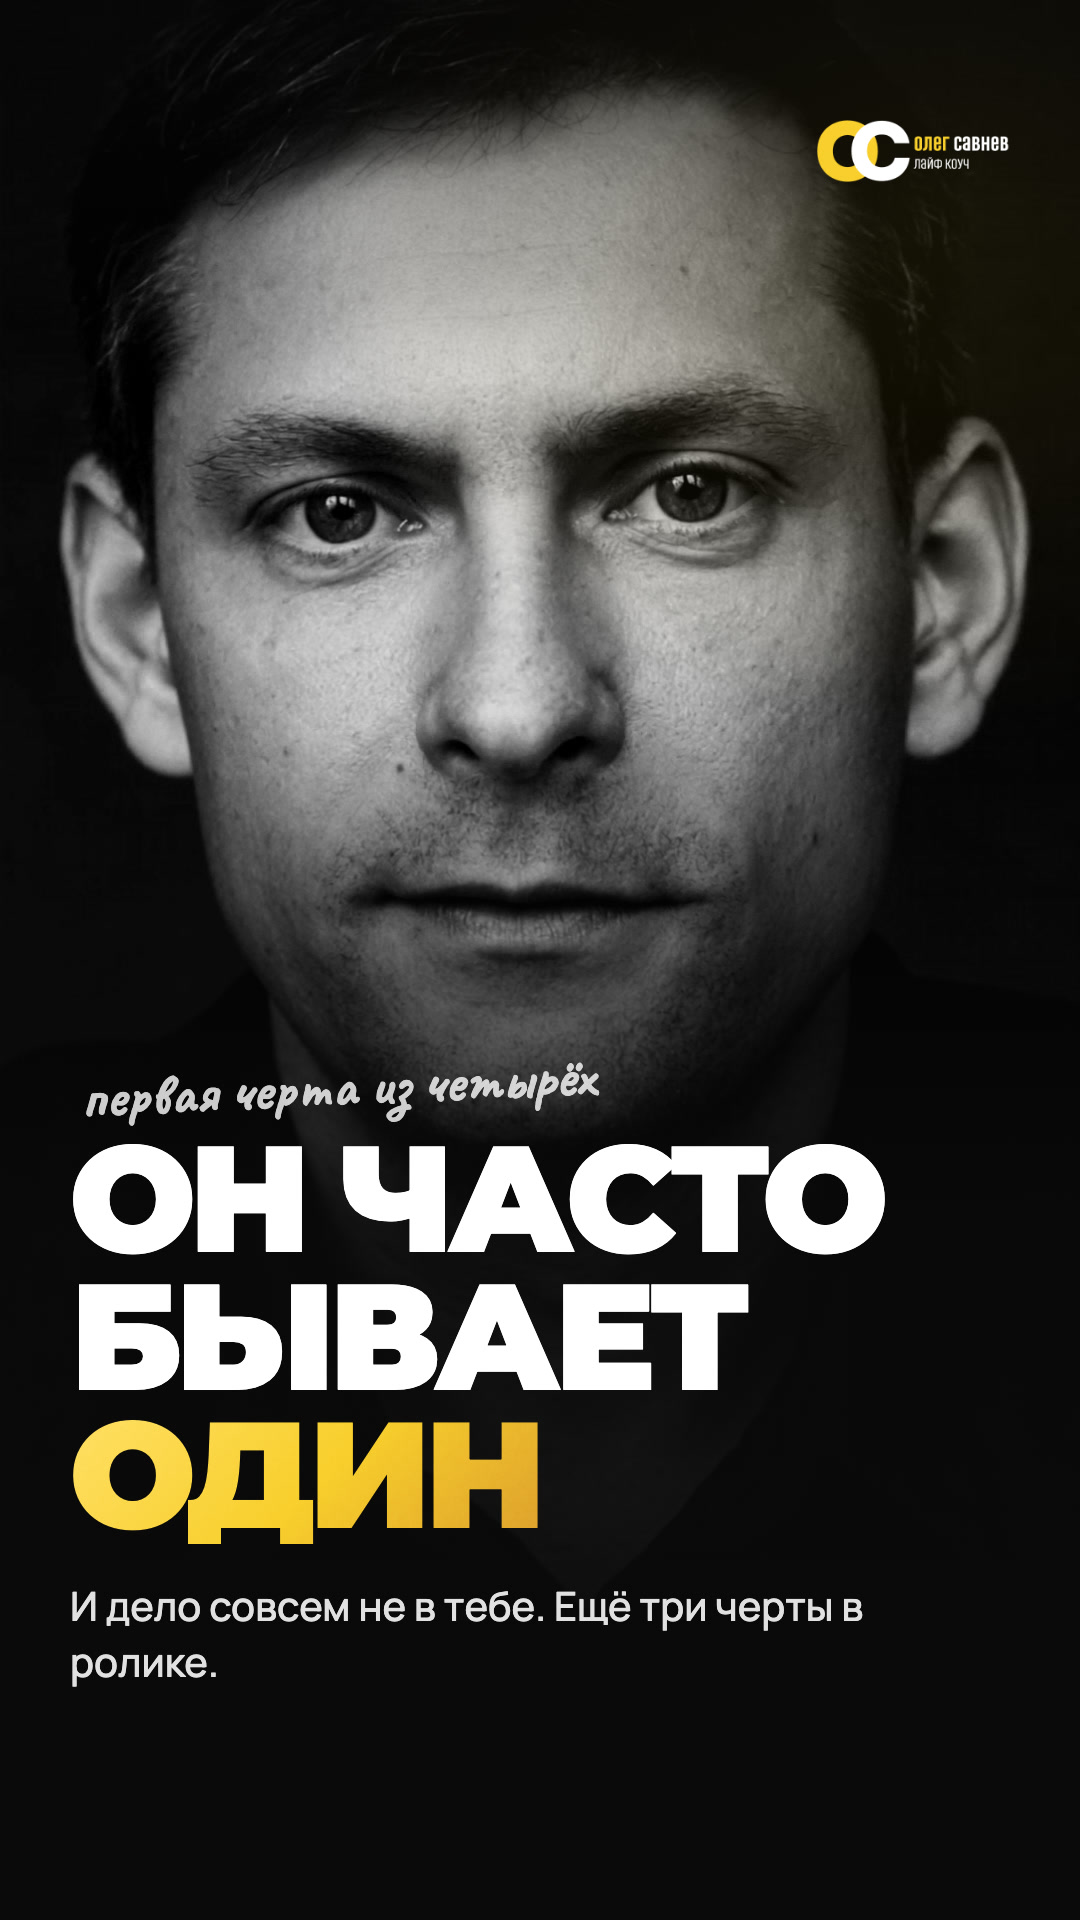 ОС олег савнев
лайф коуч
первая черта из четырёх
ОН ЧАСТО
БЫВАЕТ
ОДИН
И дело совсем не в тебе. Ещё три черты в
ролике.